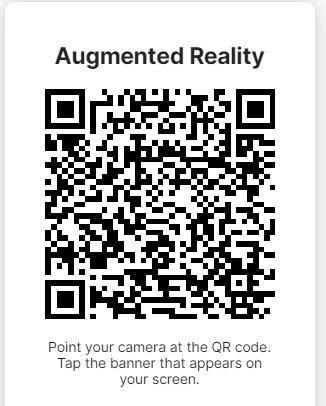 Augmented Reality
Point your camera at the QR code.
Tap the banner that appears on
your screen.